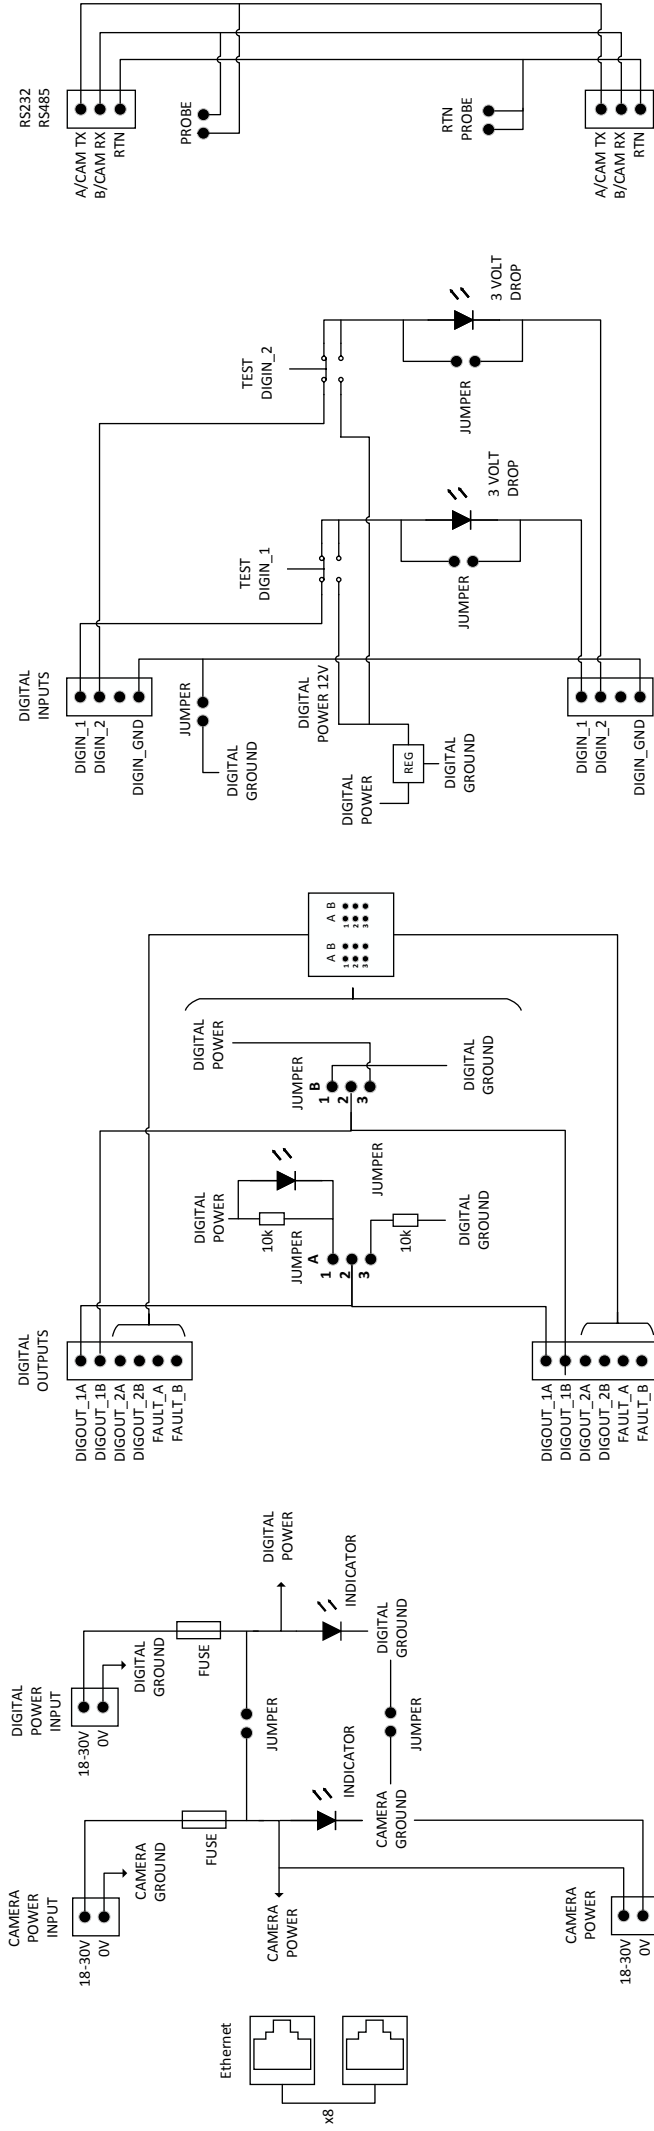 Ethernet
x8
CAMERA
POWER
INPUT
18-30V
0V
CAMERA
GROUND
FUSE
CAMERA
POWER
INDICATOR
CAMERA
GROUND
CAMERA
POWER
18-30V
0V
DIGITAL
POWER
INPUT
18-30V
0V
DIGITAL
GROUND
FUSE
JUMPER
DIGITAL
POWER
INDICATOR
DIGITAL
GROUND
JUMPER
DIGITAL
OUTPUTS
DIGOUT_1A
DIGOUT_1B
DIGOUT_2A
DIGOUT_2B
FAULT_A
FAULT_B
DIGITAL
POWER
10k
JUMPER
A
1
2
3
10k
DIGITAL
GROUND
JUMPER
DIGITAL
POWER
JUMPER
B
1
2
3
DIGITAL
GROUND
A B
1
2
3
A B
1
2
3
DIGOUT_1A
DIGOUT_1B
DIGOUT_2A
DIGOUT_2B
FAULT_A
FAULT_B
DIGITAL
INPUTS
DIGIN_1
DIGIN_2
DIGIN_GND
JUMPER
DIGITAL
GROUND
DIGITAL
POWER 12V
DIGITAL
POWER
REG
DIGITAL
GROUND
TEST
DIGIN_1
JUMPER
3 VOLT
DROP
TEST
DIGIN_2
JUMPER
3 VOLT
DROP
DIGIN_1
DIGIN_2
DIGIN_GND
RS232
RS485
A/CAM TX
B/CAM RX
RTN
PROBE
RTN
PROBE
A/CAM TX
B/CAM RX
RTN